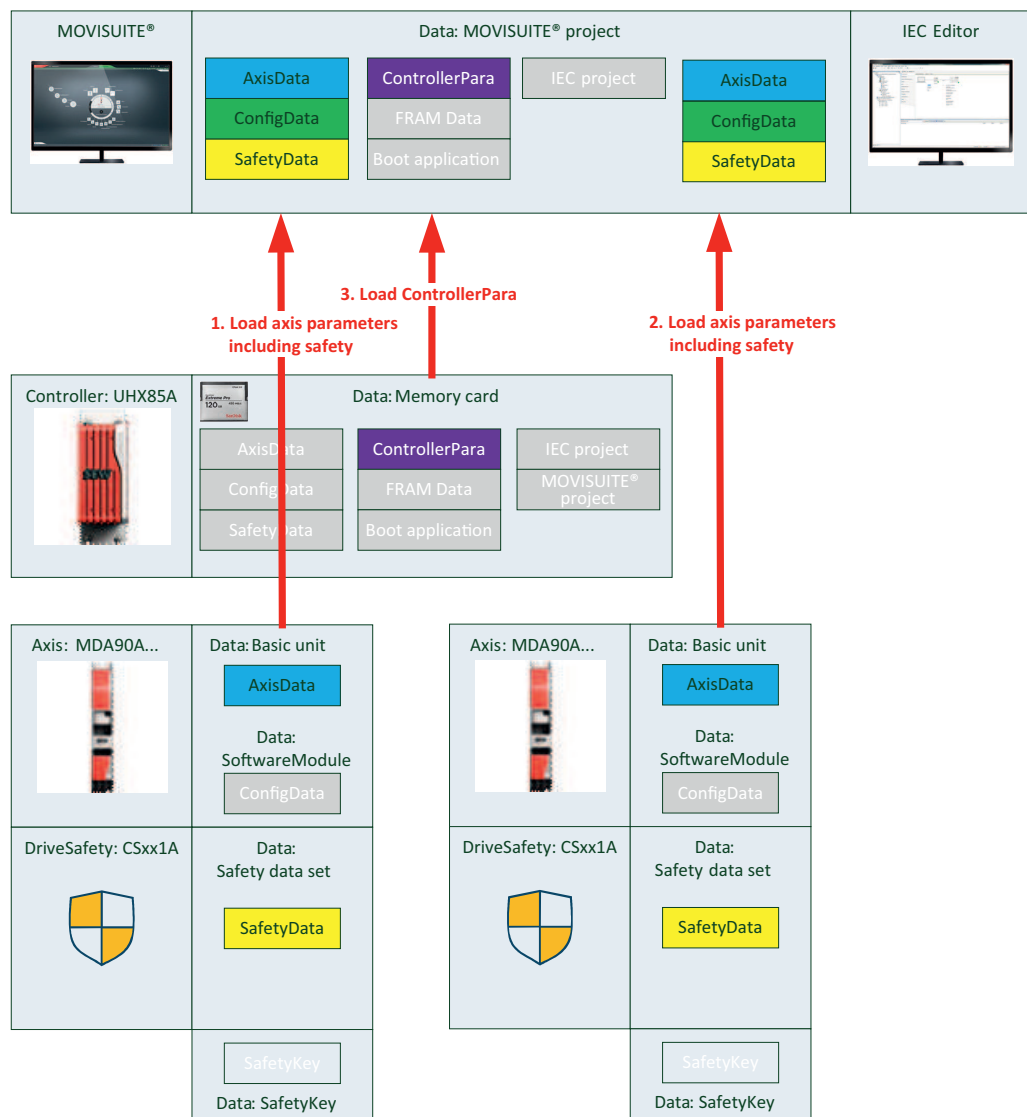 MOVISUITE®
Data: MOVISUITE® project
IEC Editor
AxisData
ConfigData
SafetyData
ControllerPara
FRAM Data
Boot application
IEC project
AxisData
ConfigData
SafetyData
1. Load axis parameters
including safety
3. Load ControllerPara
2. Load axis parameters
including safety
Controller: UHX85A
Extreme Pro
120GB
SanDisk
Data: Memory card
AxisData
ConfigData
SafetyData
ControllerPara
FRAM Data
Boot application
IEC project
MOVISUITE®
project
Axis: MDA90A...
Data: Basic unit
AxisData
Data:
SoftwareModule
ConfigData
DriveSafety: CSxx1A
Data:
Safety data set
SafetyData
SafetyKey
Data: SafetyKey
Axis: MDA90A...
Data: Basic unit
AxisData
Data:
SoftwareModule
ConfigData
DriveSafety: CSxx1A
Data:
Safety data set
SafetyData
SafetyKey
Data: SafetyKey